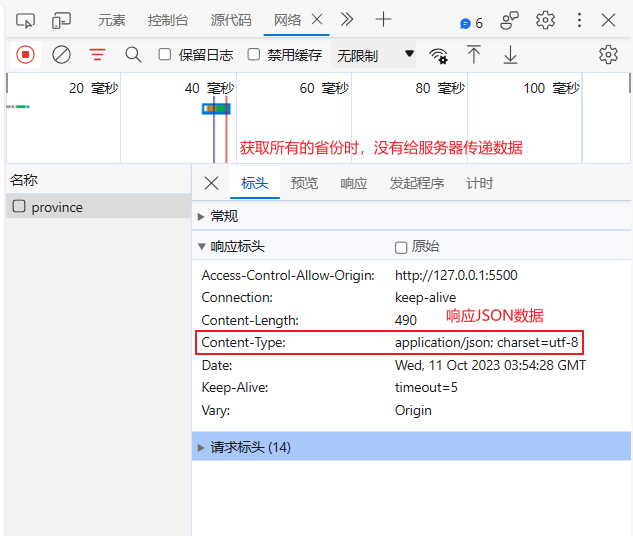 元素 控制台 源代码 网络 6
保留日志 禁用缓存 无限制
20 毫秒 40 毫秒 60 毫秒 80 毫秒 100 毫秒
获取所有的省份时，没有给服务器传递数据
名称
province
标头 预览 响应 发起程序 计时
常规
响应标头 原始
Access-Control-Allow-Origin: http://127.0.0.1:5500
Connection: keep-alive
Content-Length: 490 响应JSON数据
Content-Type: application/json; charset=utf-8
Date: Wed, 11 Oct 2023 03:54:28 GMT
Keep-Alive: timeout=5
Vary: Origin
请求标头 (14)